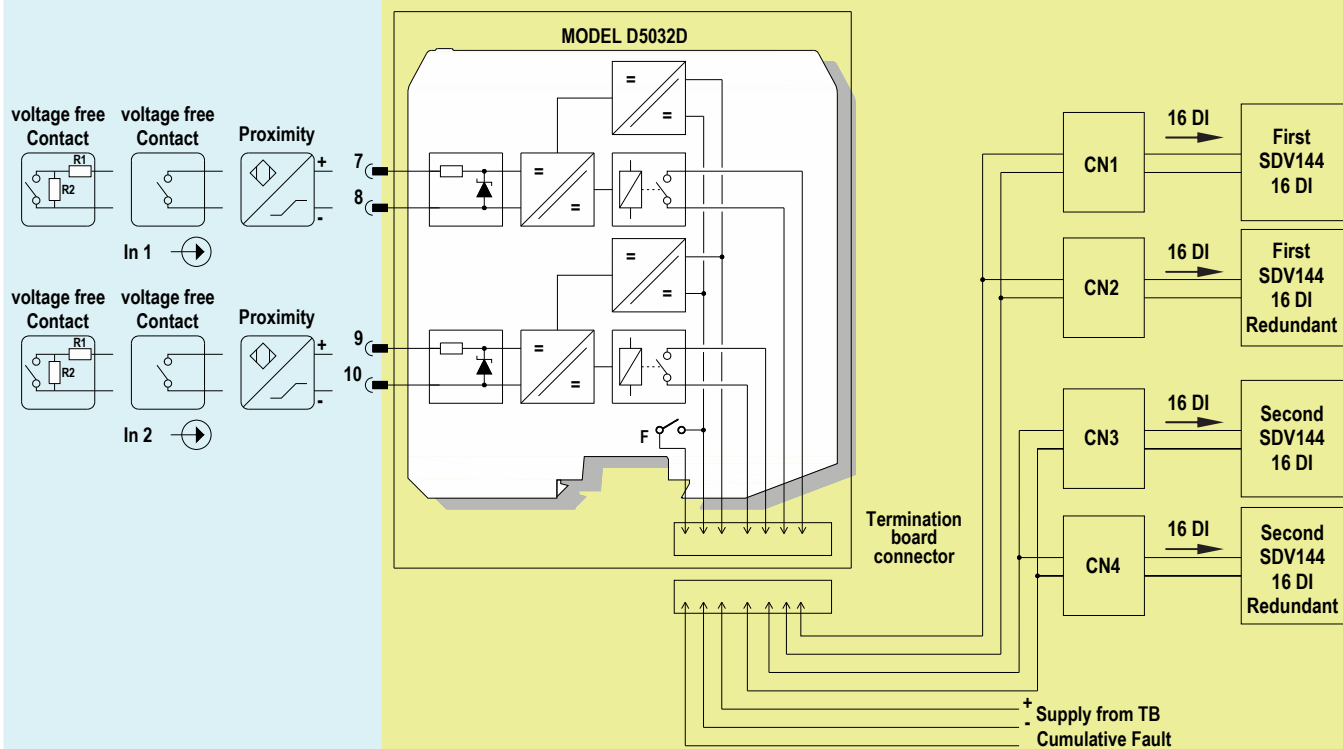 MODEL D5032D
voltage free
Contact
voltage free
Contact
Proximity
R1
R2
+
-
7
8
In 1
voltage free
Contact
voltage free
Contact
Proximity
R1
R2
+
-
9
10
In 2
=
=
=
=
=
=
=
=
F
Termination
board
connector
CN1
16 DI
First
SDV144
16 DI
CN2
16 DI
First
SDV144
16 DI
Redundant
CN3
16 DI
Second
SDV144
16 DI
CN4
16 DI
Second
SDV144
16 DI
Redundant
+
- Supply from TB
Cumulative Fault